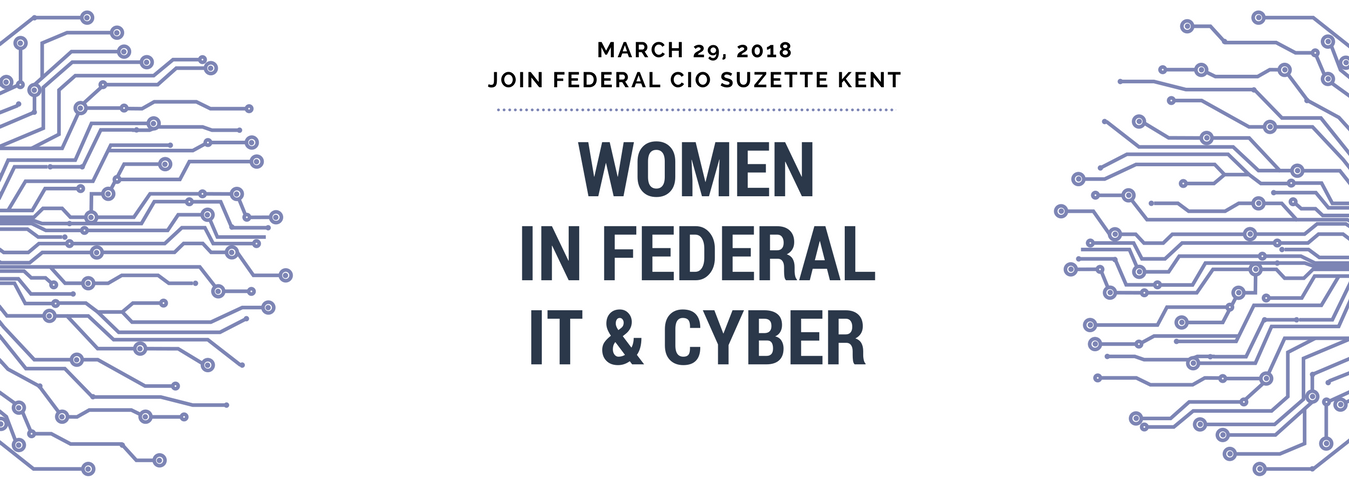 MARCH 29, 2018
JOIN FEDERAL CIO SUZETTE KENT
WOMEN
IN FEDERAL
IT & CYBER